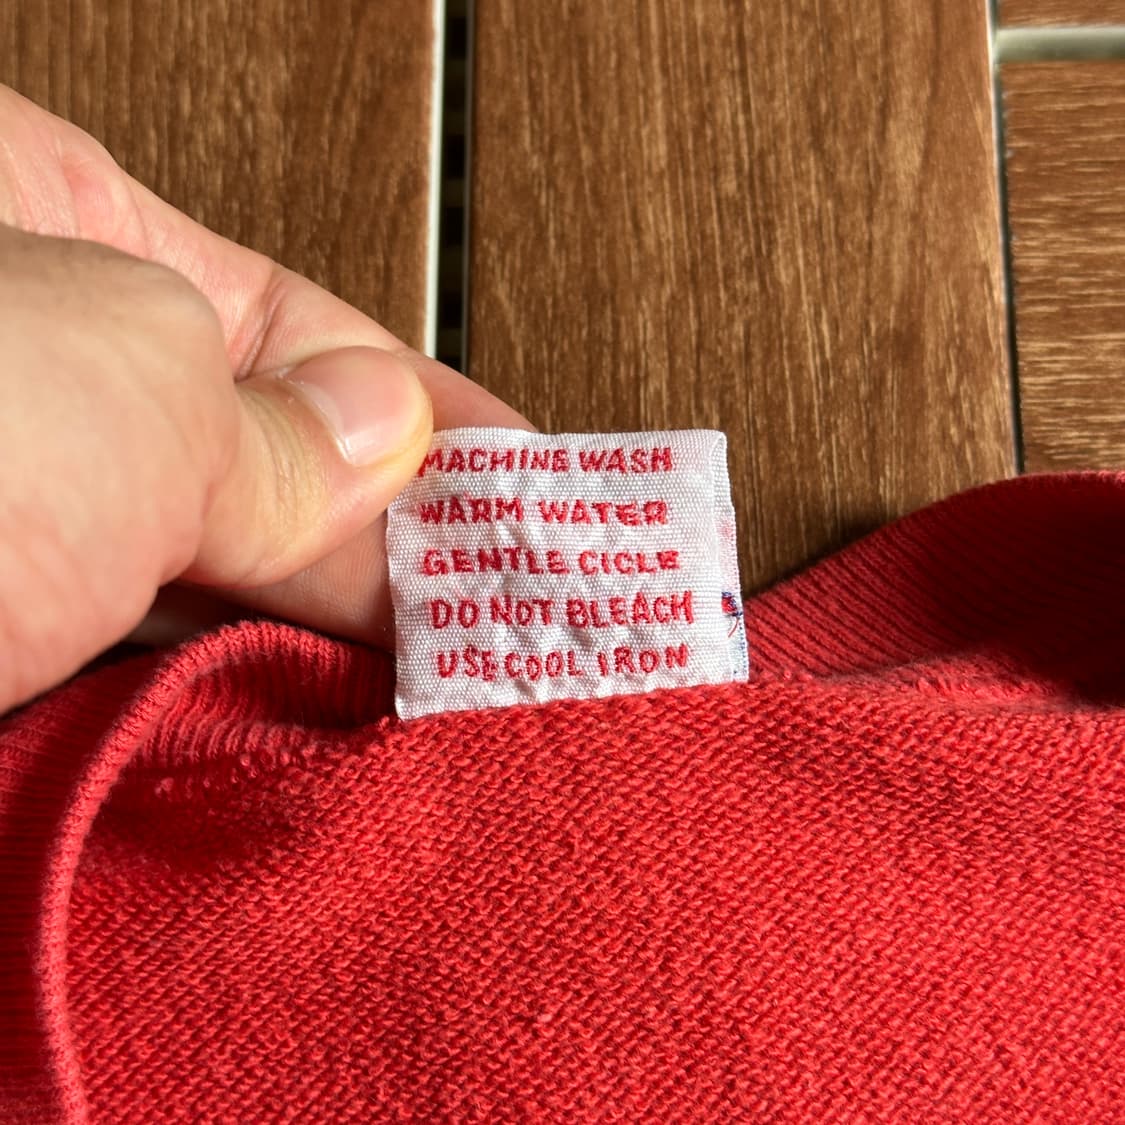 MACHINE WASH
WARM WATER
GENTLE CICLE
DO NOT BLEACH
USE COOL IRON